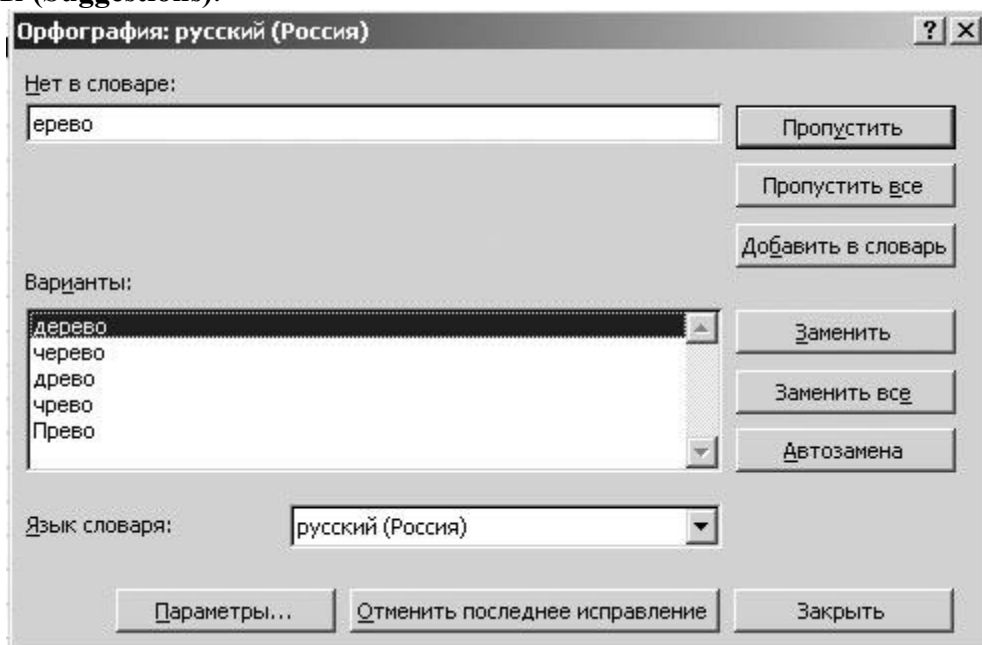 (Suggestions).
Орфография: русский (Россия)
Нет в словаре:
ерево
Пропустить
Пропустить все
Добавить в словарь
Варианты:
дерево
черево
древо
чрево
Прево
Заменить
Заменить все
Автозамена
Язык словаря:
русский (Россия)
Параметры...
Отменить последнее исправление
Закрыть